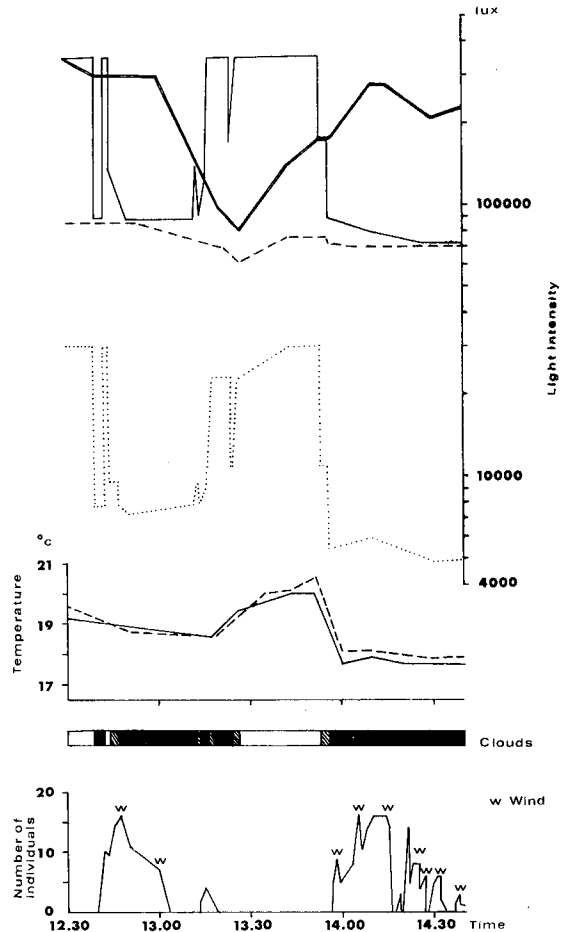 lux
100000
Light intensity
10000
4000
°C
21
19
17
Temperature
Clouds
w Wind
20
10
0
Number of
individuals
w
w
w
w
w
w
w
w
w
12.30
13.00
13.30
14.00
14.30
Time